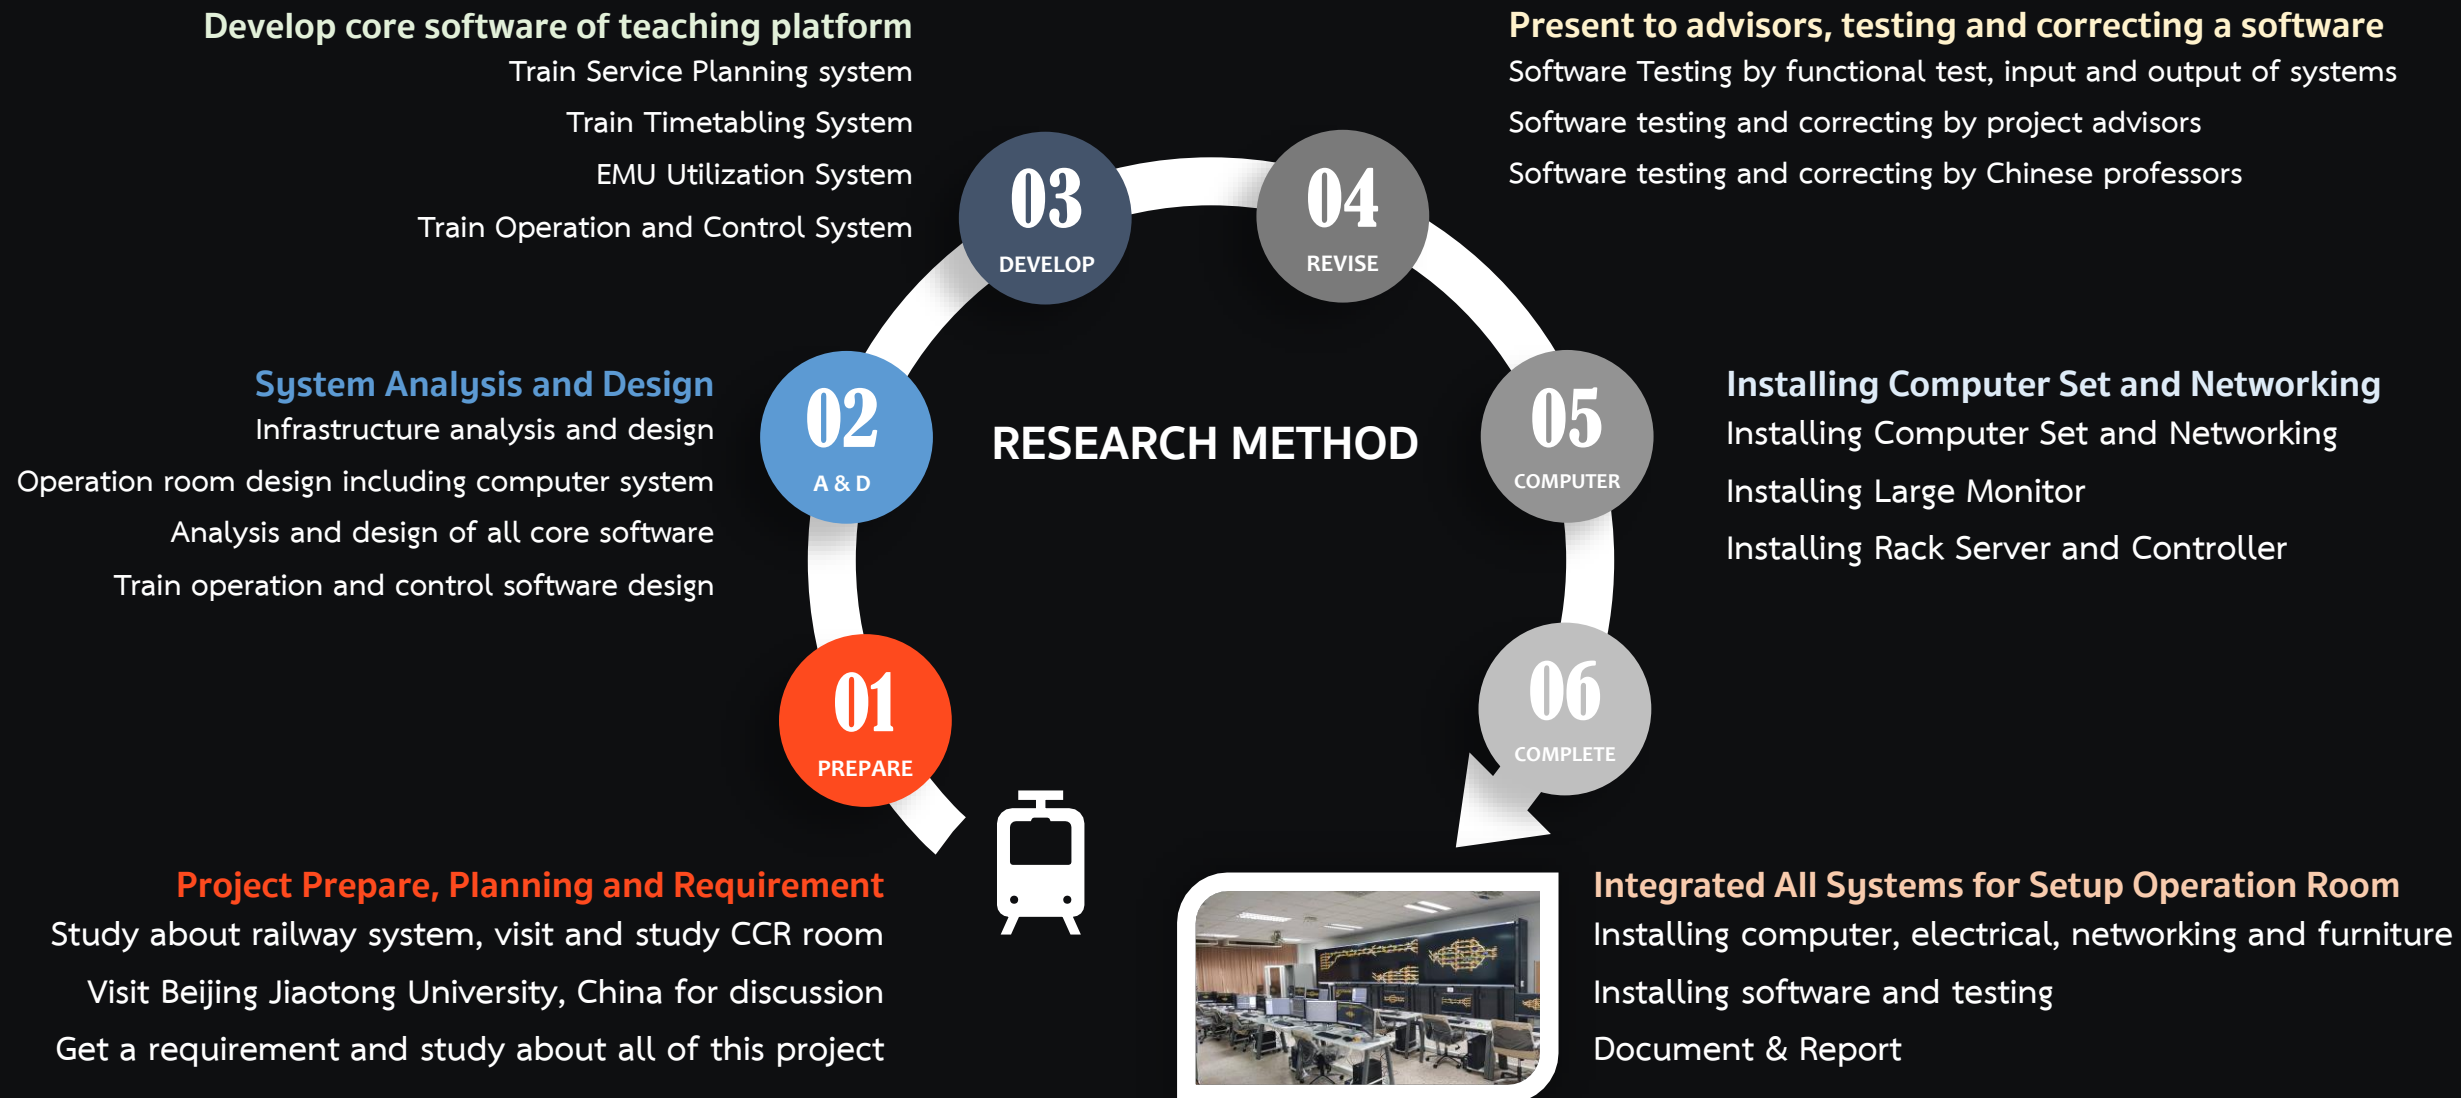 Develop core software of teaching platform
Train Service Planning system
Train Timetabling System
EMU Utilization System
Train Operation and Control System
Present to advisors, testing and correcting a software
Software Testing by functional test, input and output of systems
Software testing and correcting by project advisors
Software testing and correcting by Chinese professors
03
DEVELOP
04
REVISE
System Analysis and Design
Infrastructure analysis and design
Operation room design including computer system
Analysis and design of all core software
Train operation and control software design
02
A & D
RESEARCH METHOD
05
COMPUTER
Installing Computer Set and Networking
Installing Computer Set and Networking
Installing Large Monitor
Installing Rack Server and Controller
01
PREPARE
06
COMPLETE
Project Prepare, Planning and Requirement
Study about railway system, visit and study CCR room
Visit Beijing Jiaotong University, China for discussion
Get a requirement and study about all of this project
Integrated All Systems for Setup Operation Room
Installing computer, electrical, networking and furniture
Installing software and testing
Document & Report